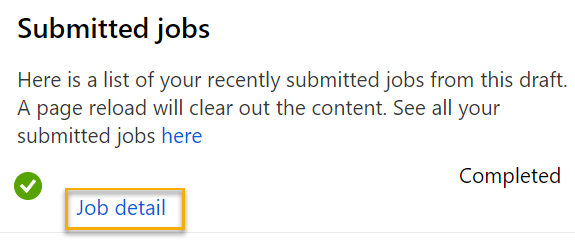 Submitted jobs
Here is a list of your recently submitted jobs from this draft.
A page reload will clear out the content. See all your
submitted jobs here
Completed
Job detail